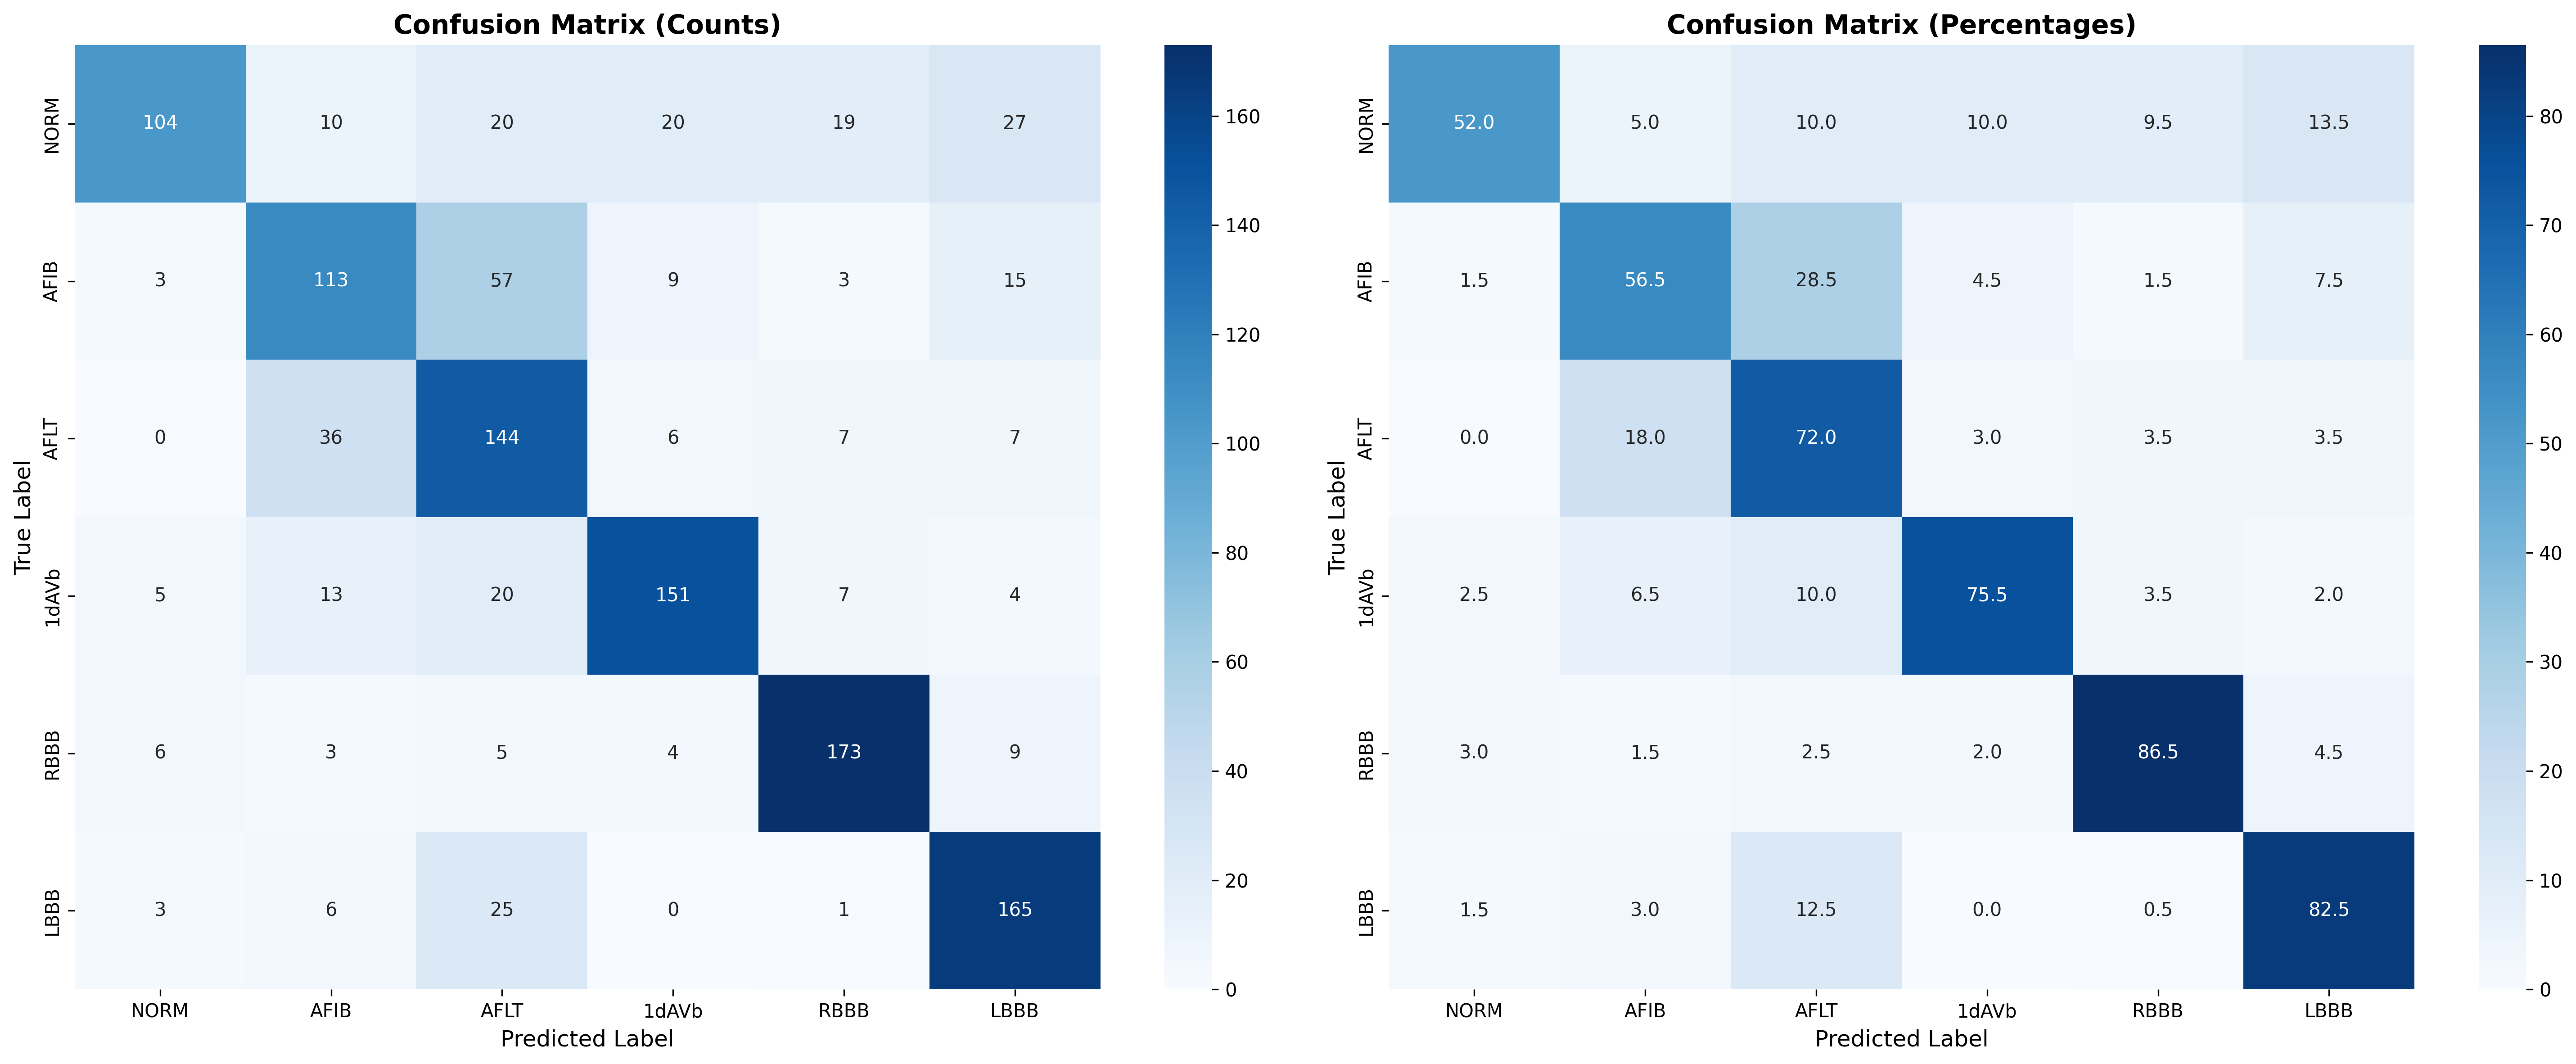 Confusion Matrix (Counts)
NORM 104 10 20 20 19 27
AFIB 3 113 57 9 3 15
AFLT 0 36 144 6 7 7
1dAVb 5 13 20 151 7 4
RBBB 6 3 5 4 173 9
LBBB 3 6 25 0 1 165
NORM AFIB AFLT 1dAVb RBBB LBBB
Predicted Label
True Label
160
140
120
100
80
60
40
20
0
Confusion Matrix (Percentages)
NORM 52.0 5.0 10.0 10.0 9.5 13.5
AFIB 1.5 56.5 28.5 4.5 1.5 7.5
AFLT 0.0 18.0 72.0 3.0 3.5 3.5
1dAVb 2.5 6.5 10.0 75.5 3.5 2.0
RBBB 3.0 1.5 2.5 2.0 86.5 4.5
LBBB 1.5 3.0 12.5 0.0 0.5 82.5
NORM AFIB AFLT 1dAVb RBBB LBBB
Predicted Label
True Label
80
70
60
50
40
30
20
10
0